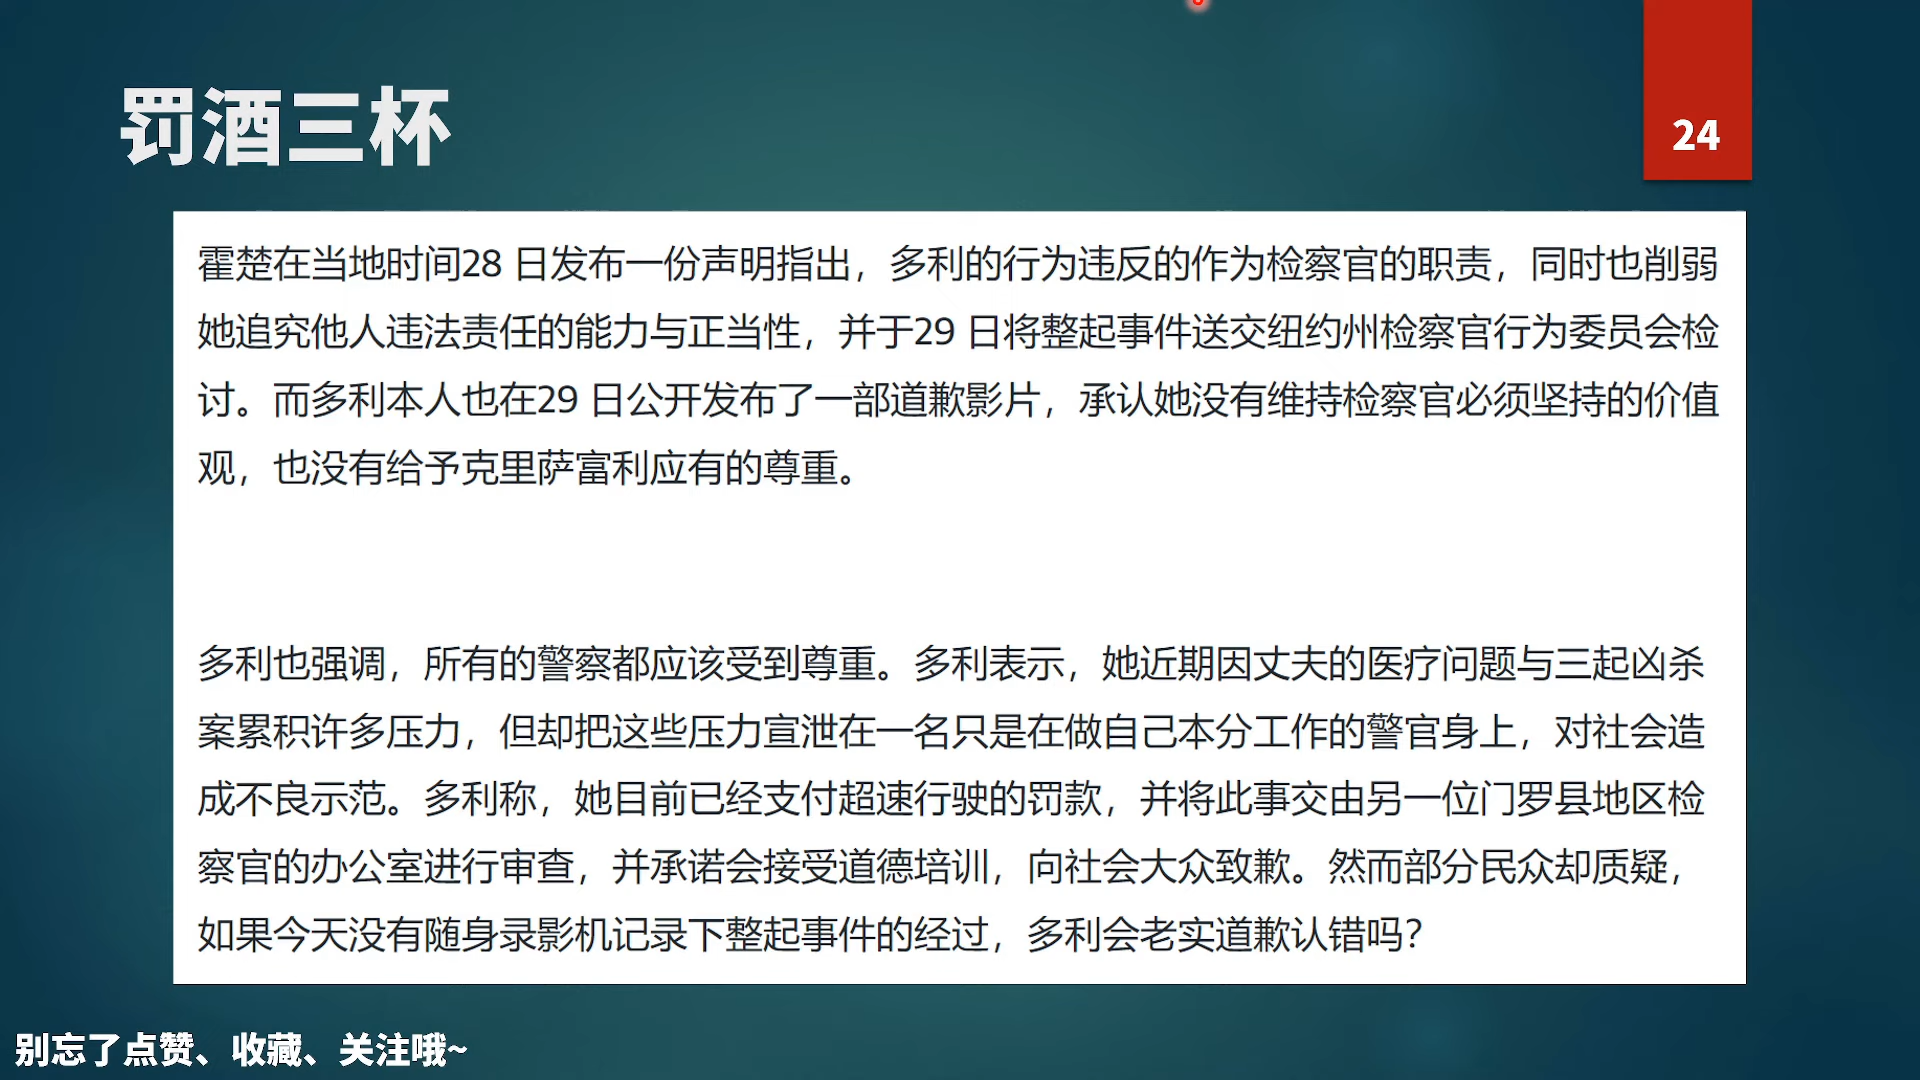 罚酒三杯
24
霍楚在当地时间28 日发布一份声明指出，多利的行为违反的作为检察官的职责，同时也削弱
她追究他人违法责任的能力与正当性，并于29 日将整起事件送交纽约州检察官行为委员会检
讨。而多利本人也在29 日公开发布了一部道歉影片，承认她没有维持检察官必须坚持的价值
观，也没有给予克里萨富利应有的尊重。
多利也强调，所有的警察都应该受到尊重。多利表示，她近期因丈夫的医疗问题与三起凶杀
案累积许多压力，但却把这些压力宣泄在一名只是在做自己本分工作的警官身上，对社会造
成不良示范。多利称，她目前已经支付超速行驶的罚款，并将此事交由另一位门罗县地区检
察官的办公室进行审查，并承诺会接受道德培训，向社会大众致歉。然而部分民众却质疑，
如果今天没有随身录影机记录下整起事件的经过，多利会老实道歉认错吗？
别忘了点赞、收藏、关注哦~